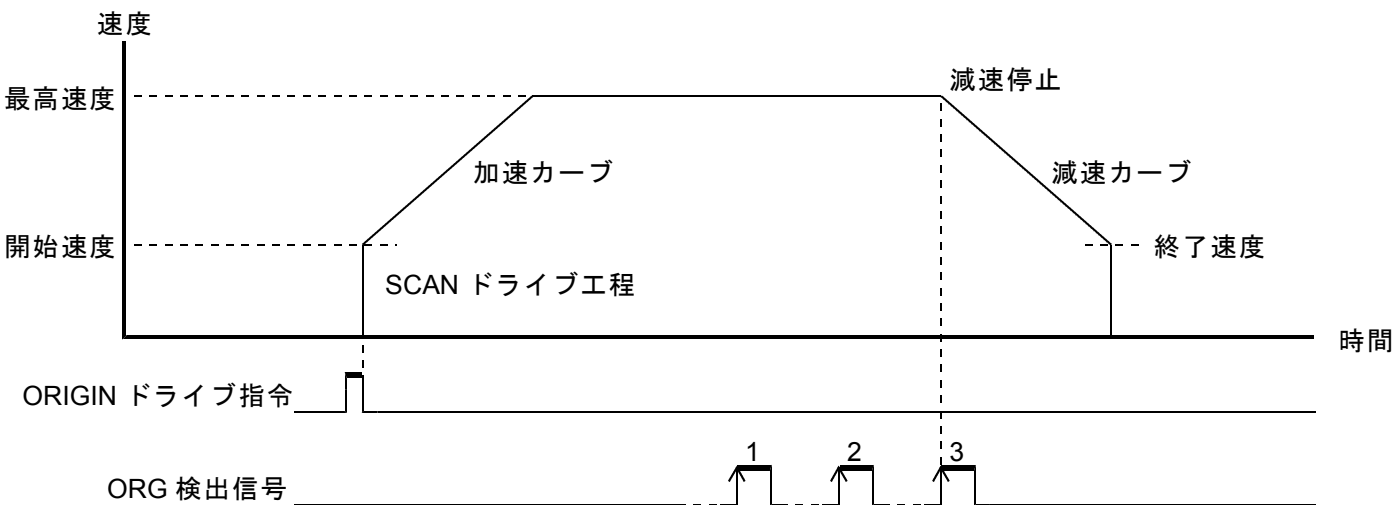 速度
最高速度
減速停止
加速カーブ
減速カーブ
開始速度
終了速度
SCAN ドライブ工程
時間
ORIGIN ドライブ指令
1
2
3
ORG 検出信号